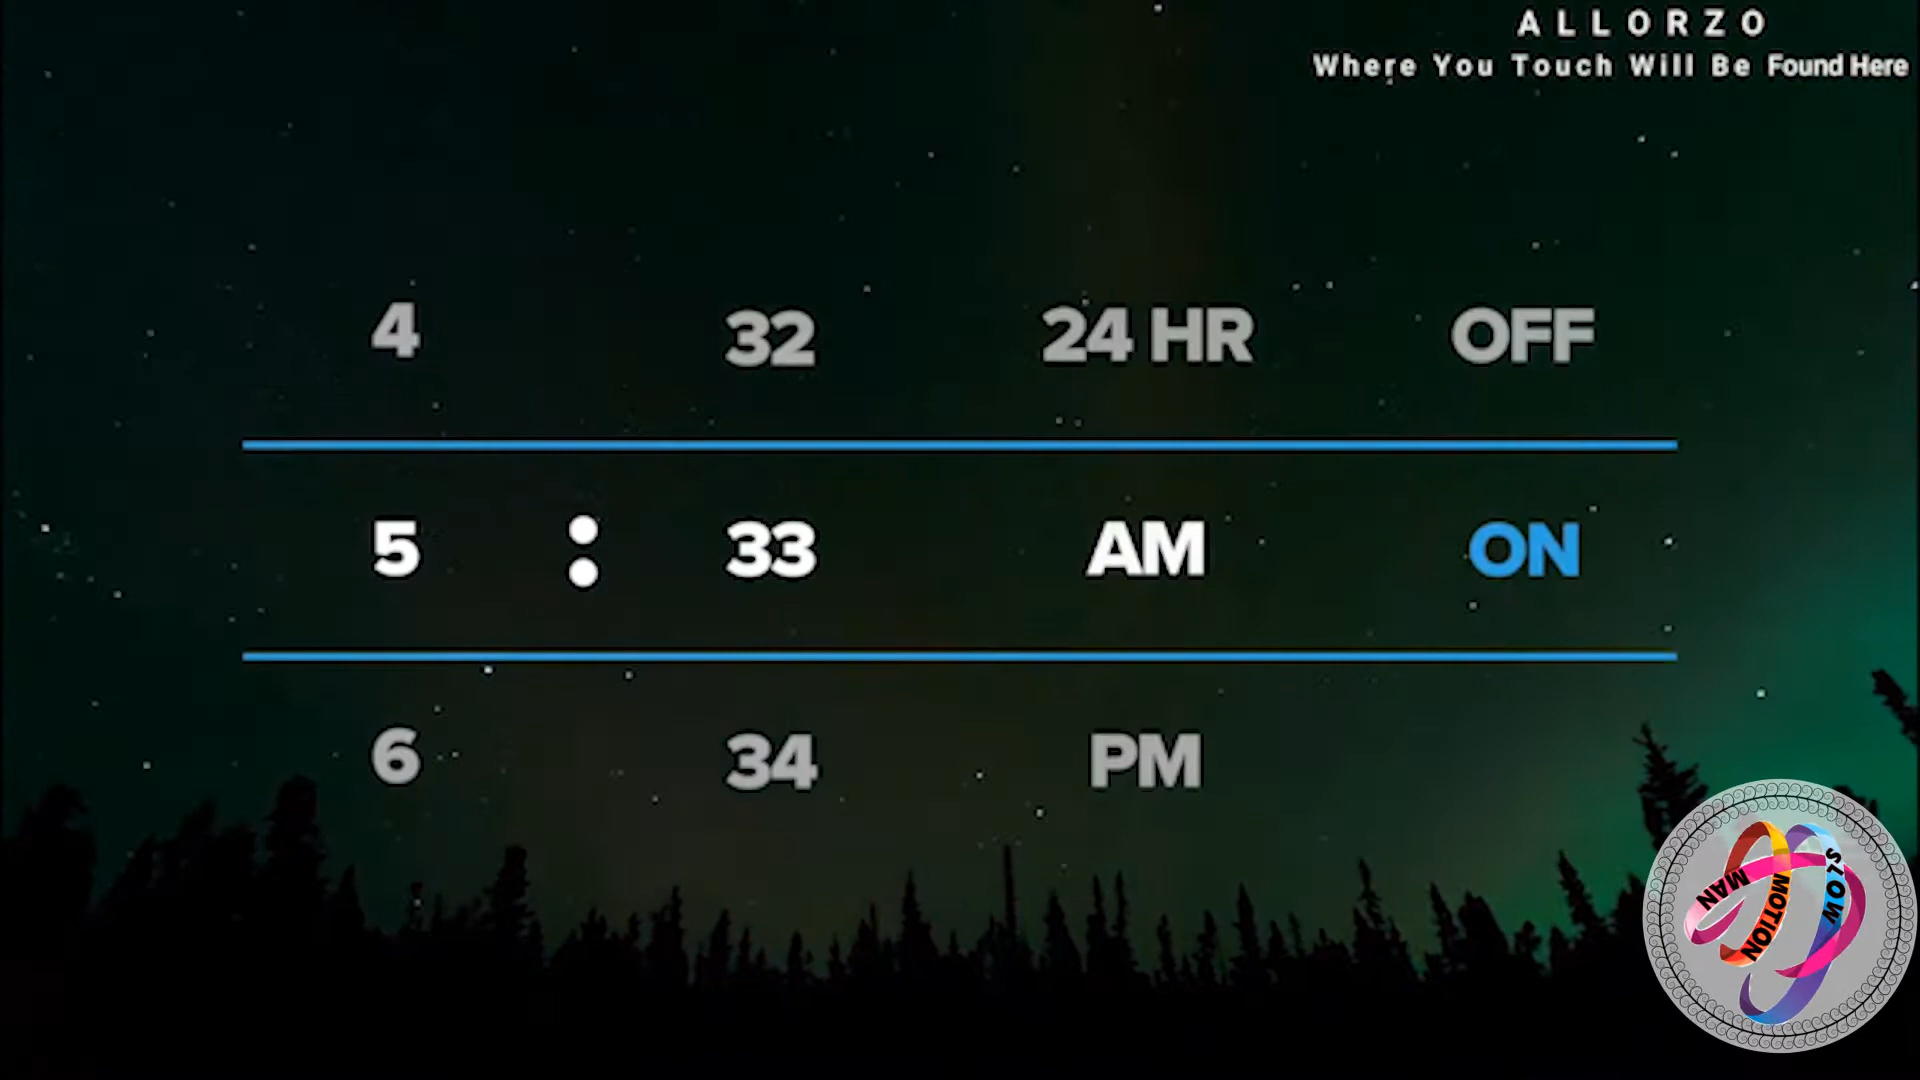 ALLORZO
Where You Touch Will Be Found Here
4 32 24 HR OFF
5 : 33 AM ON
6 34 PM
SLOW
MOTION
MAN